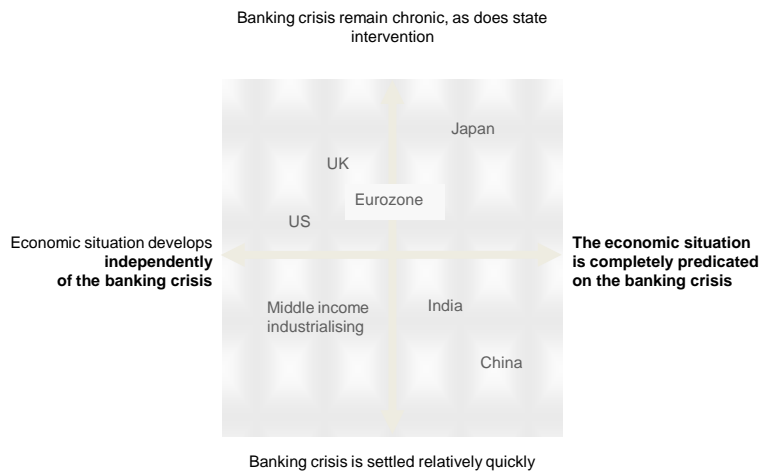 Banking crisis remain chronic, as does state
intervention
Japan
UK
Eurozone
US
Economic situation develops
independently
of the banking crisis
The economic situation
is completely predicated
on the banking crisis
Middle income
industrialising
India
China
Banking crisis is settled relatively quickly